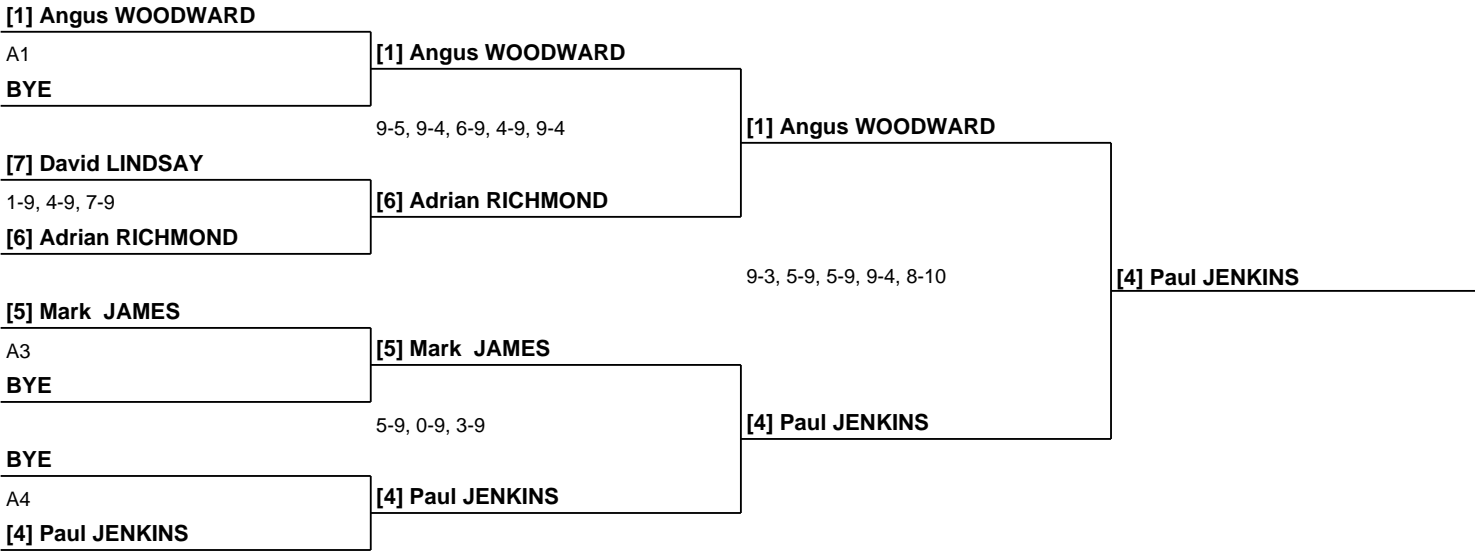 [1] Angus WOODWARD
A1
[1] Angus WOODWARD
BYE
9-5, 9-4, 6-9, 4-9, 9-4
[1] Angus WOODWARD
[7] David LINDSAY
1-9, 4-9, 7-9
[6] Adrian RICHMOND
[6] Adrian RICHMOND
9-3, 5-9, 5-9, 9-4, 8-10
[4] Paul JENKINS
[5] Mark  JAMES
A3
[5] Mark  JAMES
BYE
5-9, 0-9, 3-9
[4] Paul JENKINS
BYE
A4
[4] Paul JENKINS
[4] Paul JENKINS